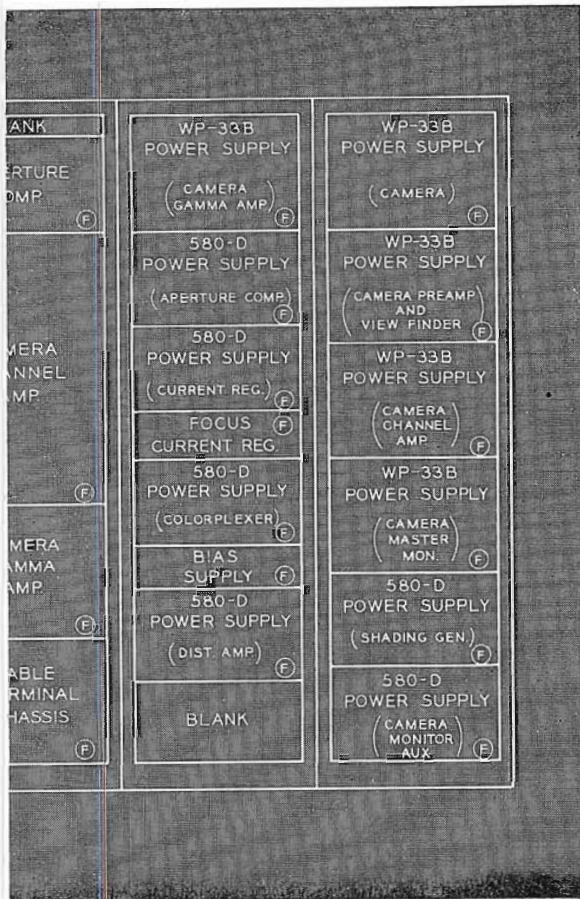 ANK
ERTURE
OMP.
F
MERA
ANNEL
AMP.
F
MERA
AMMA
AMP.
F
ABLE
RMINAL
HASSIS
F
WP-33B
POWER SUPPLY
(CAMERA
GAMMA AMP.)
F
580-D
POWER SUPPLY
(APERTURE COMP.)
F
580-D
POWER SUPPLY
(CURRENT REG.)
F
FOCUS
CURRENT REG.
F
580-D
POWER SUPPLY
(COLORPLEXER)
F
BIAS
SUPPLY
F
580-D
POWER SUPPLY
(DIST. AMP.)
F
BLANK
WP-33B
POWER SUPPLY
(CAMERA)
F
WP-33B
POWER SUPPLY
(CAMERA PREAMP
AND
VIEW FINDER)
F
WP-33B
POWER SUPPLY
(CAMERA
CHANNEL
AMP.)
F
WP-33B
POWER SUPPLY
(CAMERA
MASTER
MON.)
F
580-D
POWER SUPPLY
(SHADING GEN.)
F
580-D
POWER SUPPLY
(CAMERA
MONITOR
AUX.)
F